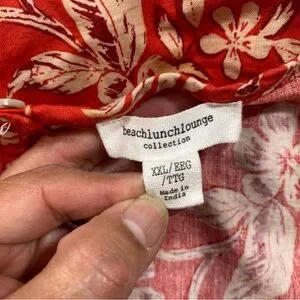 beachlunchlounge
collection
XXL/EEG
/TTG
Made in
India